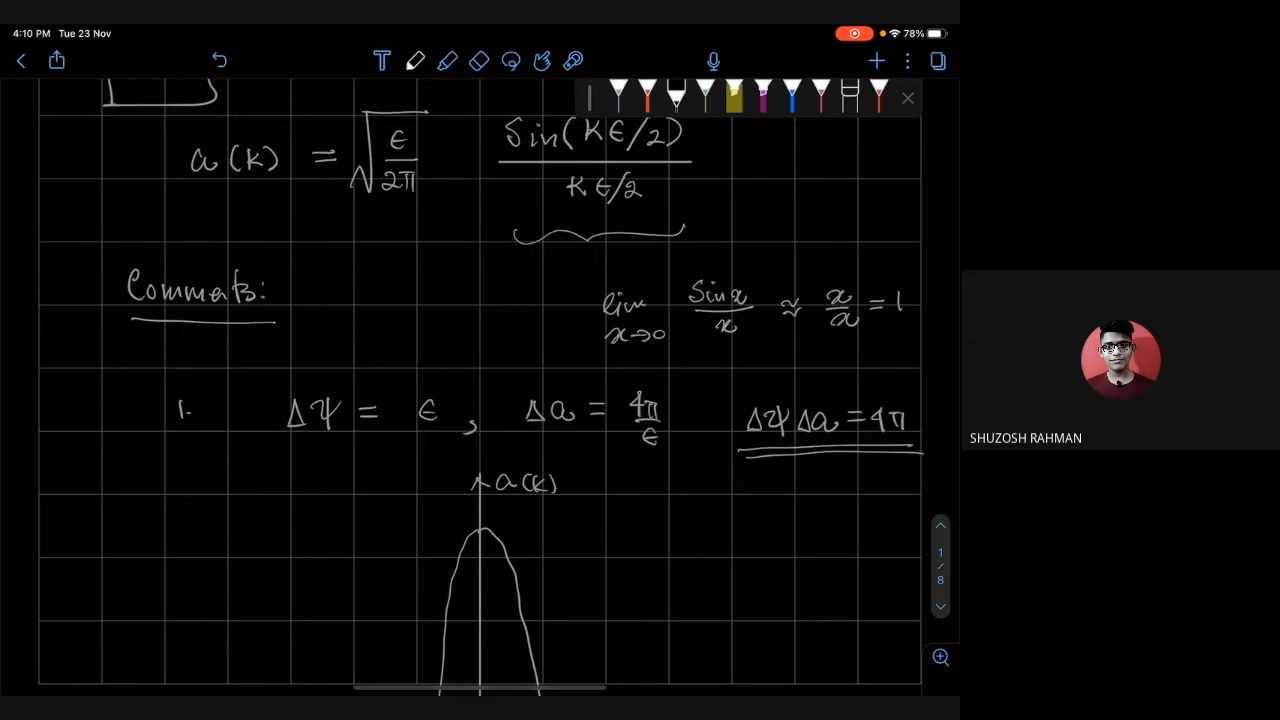 4:10 PM Tue 23 Nov
78%
T
a(k) = √(ϵ/2π) Sin(kϵ/2) / kϵ/2
Comments:
lim x→0 Sinx/x ≈ x/x = 1
1. Δψ = ϵ, Δa = 4π/ϵ ΔψΔa = 4π
a(k)
1/8
SHUZOSH RAHMAN